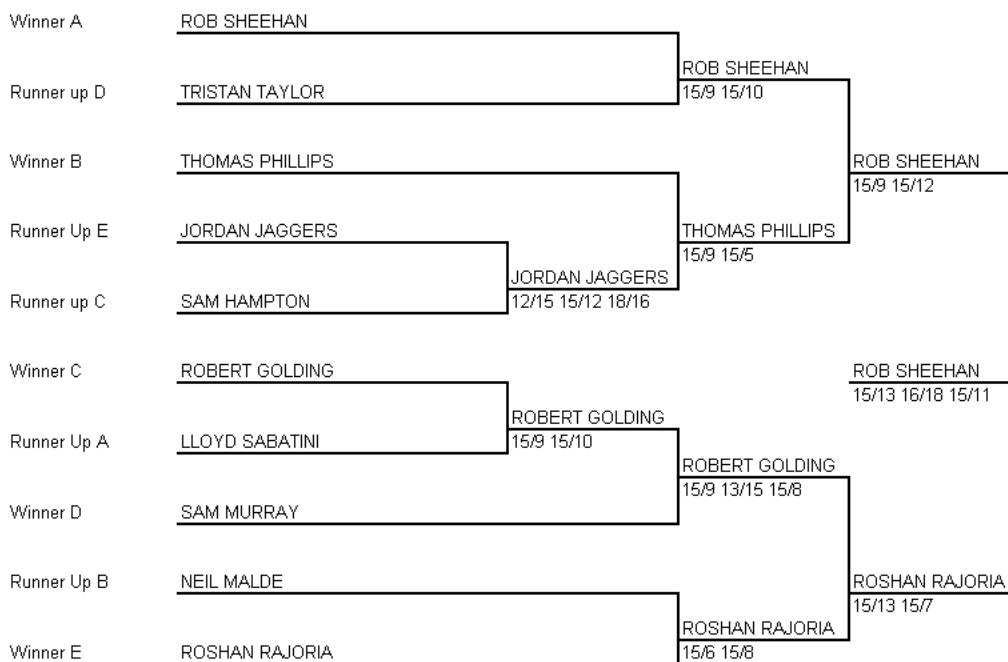 Winner A ROB SHEEHAN
ROB SHEEHAN
Runner up D TRISTAN TAYLOR 15/9 15/10
Winner B THOMAS PHILLIPS ROB SHEEHAN
15/9 15/12
Runner Up E JORDAN JAGGERS THOMAS PHILLIPS
15/9 15/5
JORDAN JAGGERS
Runner up C SAM HAMPTON 12/15 15/12 18/16
Winner C ROBERT GOLDING ROB SHEEHAN
15/13 16/18 15/11
ROBERT GOLDING
Runner Up A LLOYD SABATINI 15/9 15/10
ROBERT GOLDING
15/9 13/15 15/8
Winner D SAM MURRAY
Runner Up B NEIL MALDE ROSHAN RAJORIA
15/13 15/7
ROSHAN RAJORIA
Winner E ROSHAN RAJORIA 15/6 15/8